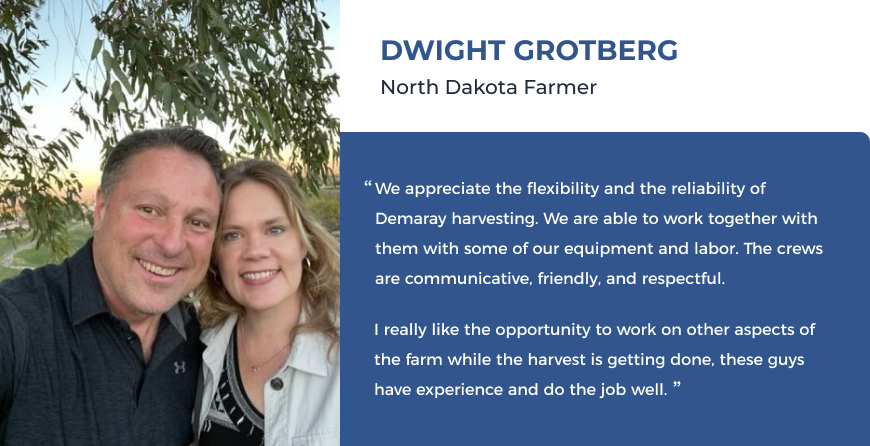 DWIGHT GROTBERG
North Dakota Farmer
“ We appreciate the flexibility and the reliability of
Demaray harvesting. We are able to work together with
them with some of our equipment and labor. The crews
are communicative, friendly, and respectful.
I really like the opportunity to work on other aspects of
the farm while the harvest is getting done, these guys
have experience and do the job well. ”